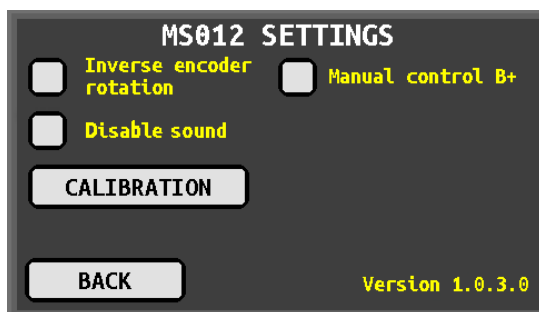 MS012 SETTINGS
Inverse encoder
rotation
Manual control B+
Disable sound
CALIBRATION
BACK
Version 1.0.3.0